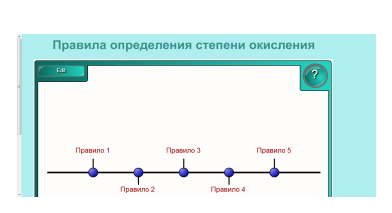 Правила определения степени окисления
Edit
?
Правило 1
Правило 3
Правило 5
Правило 2
Правило 4